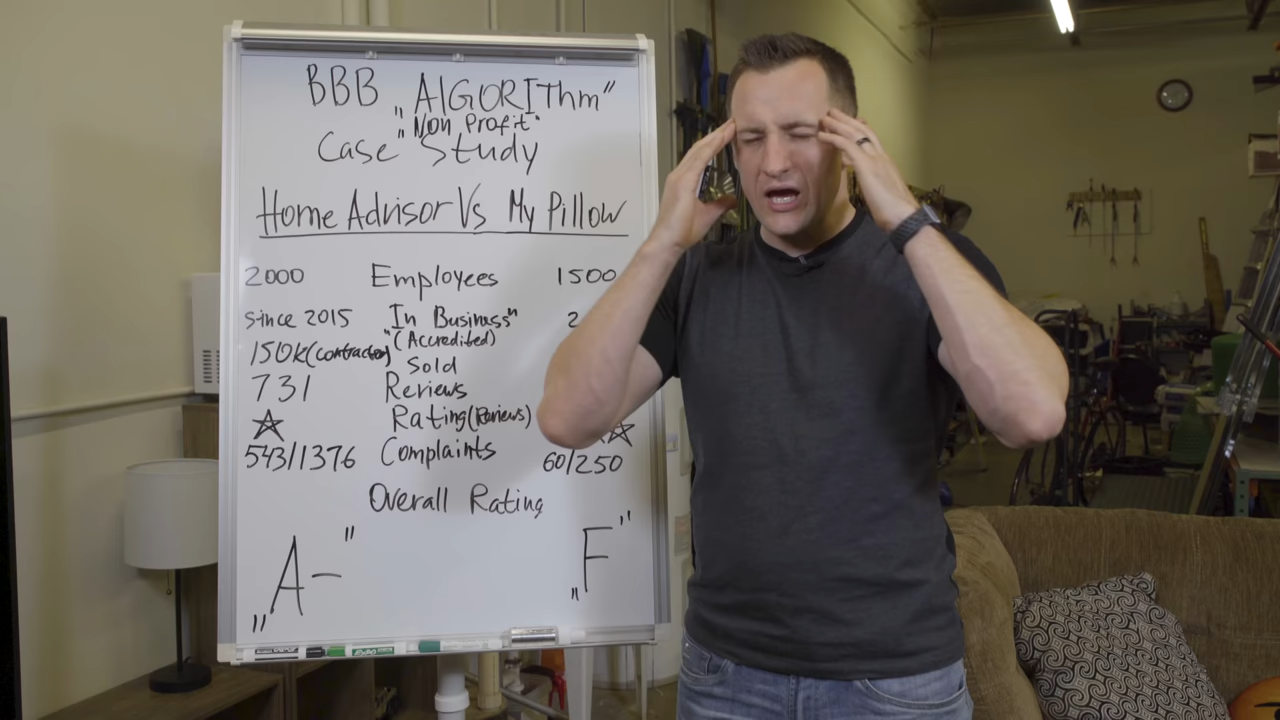 BBB „AlGORIThm"
„Non Profit"
Case Study
Home Advisor Vs My Pillow
2000 Employees 1500
since 2015 "In Business" 2
(Accredited)
150K(contractor) Sold
731 Reviews
Rating(Reviews)
543/1376 Complaints 60/250
Overall Rating
„A-" „F"